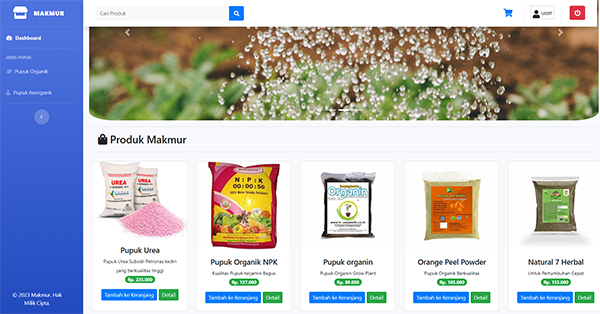 MAKMUR
Cari Produk
user
Dashboard
JENIS PUPUK
Pupuk Organik
Pupuk Anorganik
Produk Makmur
UREA
UREA
N : P : K
00:00:50
Organin
Pupuk Urea
Pupuk Urea Subsidi Petronas kediri
yang berkualitas tinggi
Rp. 235.000
Tambah ke Keranjang Detail
Pupuk Organik NPK
Kualitas Pupuk terjamin Bagus
Rp. 127.000
Tambah ke Keranjang Detail
Pupuk organin
Pupuk Organin Grow Plant
Rp. 89.000
Tambah ke Keranjang Detail
Orange Peel Powder
Pupuk Organik Berkualitas
Rp. 105.000
Tambah ke Keranjang Detail
Natural 7 Herbal
Untuk Pertumbuhan Cepat
Rp. 155.000
Tambah ke Keranjang Detail
© 2023 Makmur. Hak
Milik Cipta.